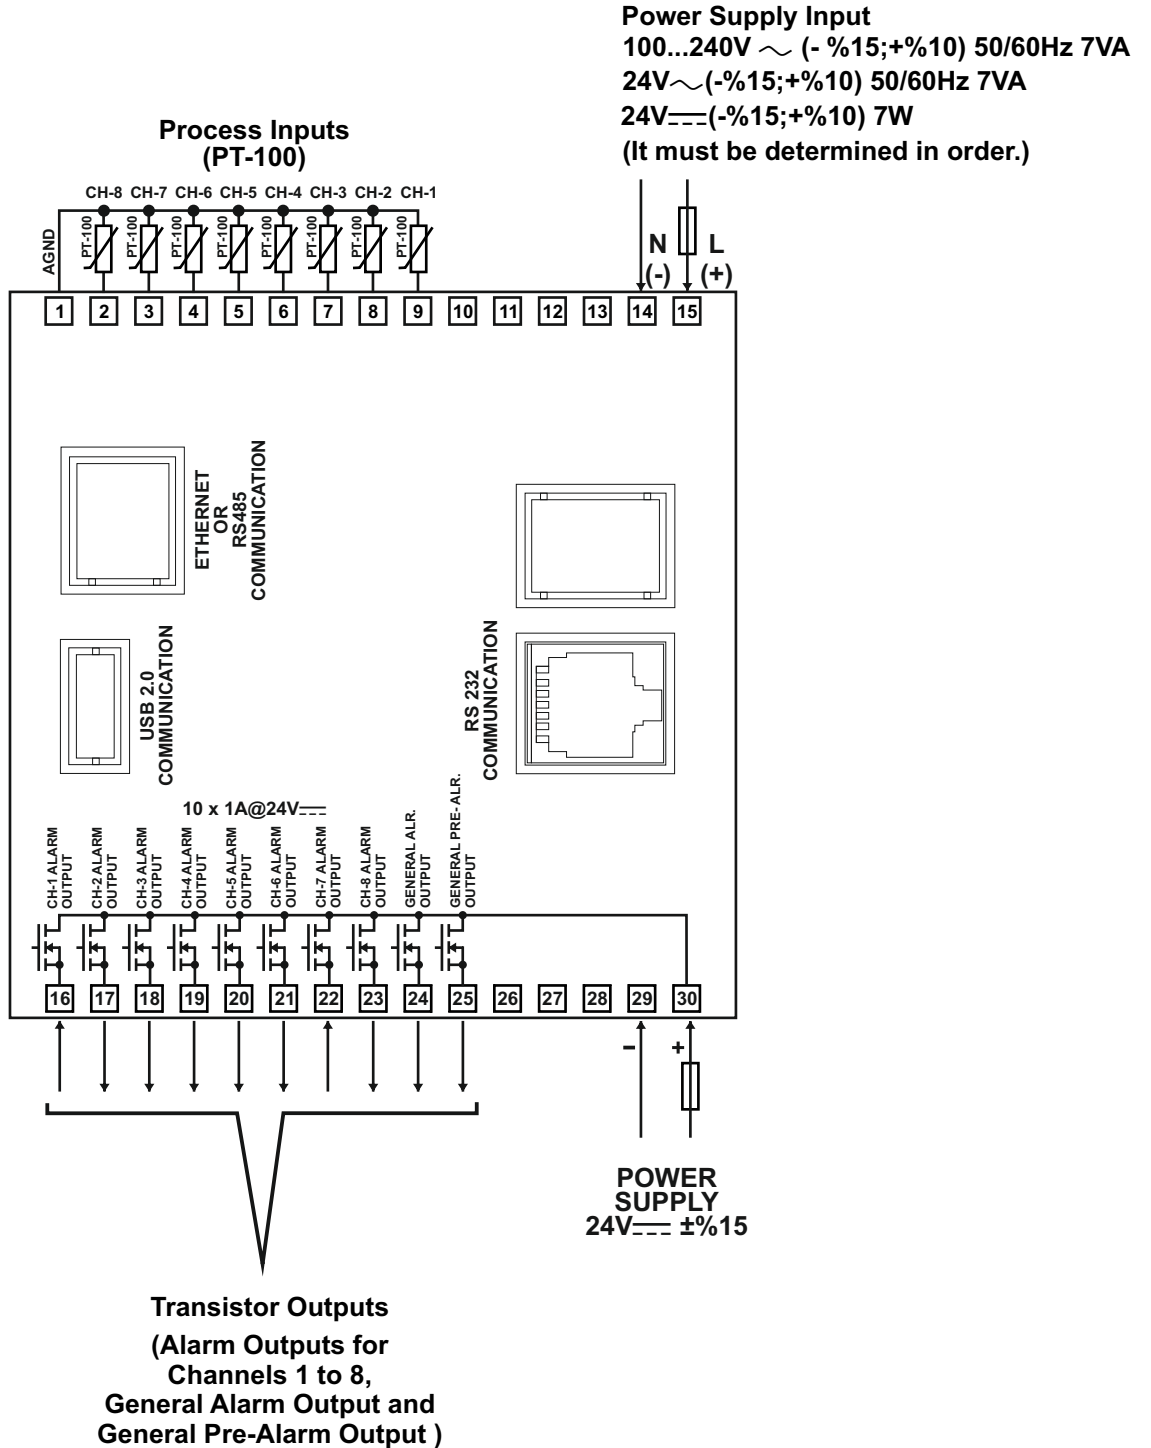 Power Supply Input
100...240V ~ (- %15;+%10) 50/60Hz 7VA
24V~(-%15;+%10) 50/60Hz 7VA
24V⎓(-%15;+%10) 7W
(It must be determined in order.)
Process Inputs
(PT-100)
CH-8 CH-7 CH-6 CH-5 CH-4 CH-3 CH-2 CH-1
AGND
PT-100 PT-100 PT-100 PT-100 PT-100 PT-100 PT-100 PT-100
N L
(-) (+)
1 2 3 4 5 6 7 8 9 10 11 12 13 14 15
ETHERNET
OR
RS485
COMMUNICATION
USB 2.0
COMMUNICATION
RS 232
COMMUNICATION
10 x 1A@24V⎓
CH-1 ALARM
OUTPUT
CH-2 ALARM
OUTPUT
CH-3 ALARM
OUTPUT
CH-4 ALARM
OUTPUT
CH-5 ALARM
OUTPUT
CH-6 ALARM
OUTPUT
CH-7 ALARM
OUTPUT
CH-8 ALARM
OUTPUT
GENERAL ALR.
OUTPUT
GENERAL PRE- ALR.
OUTPUT
16 17 18 19 20 21 22 23 24 25 26 27 28 29 30
- +
POWER
SUPPLY
24V⎓ ±%15
Transistor Outputs
(Alarm Outputs for
Channels 1 to 8,
General Alarm Output and
General Pre-Alarm Output )